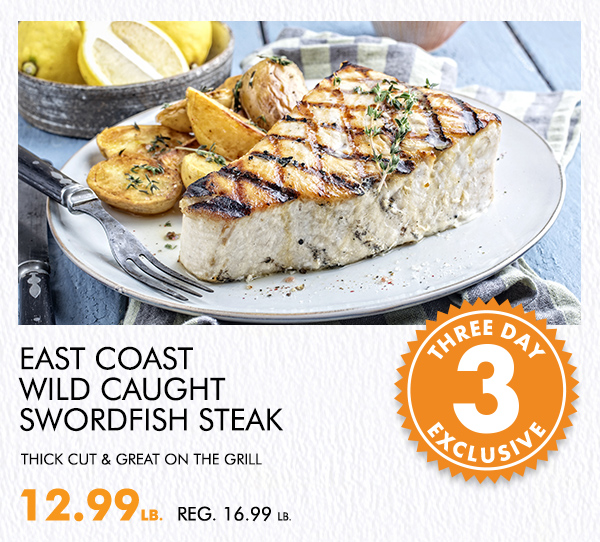 EAST COAST
WILD CAUGHT
SWORDFISH STEAK
THICK CUT & GREAT ON THE GRILL
12.99 LB. REG. 16.99 LB.
THREE DAY
3
EXCLUSIVE